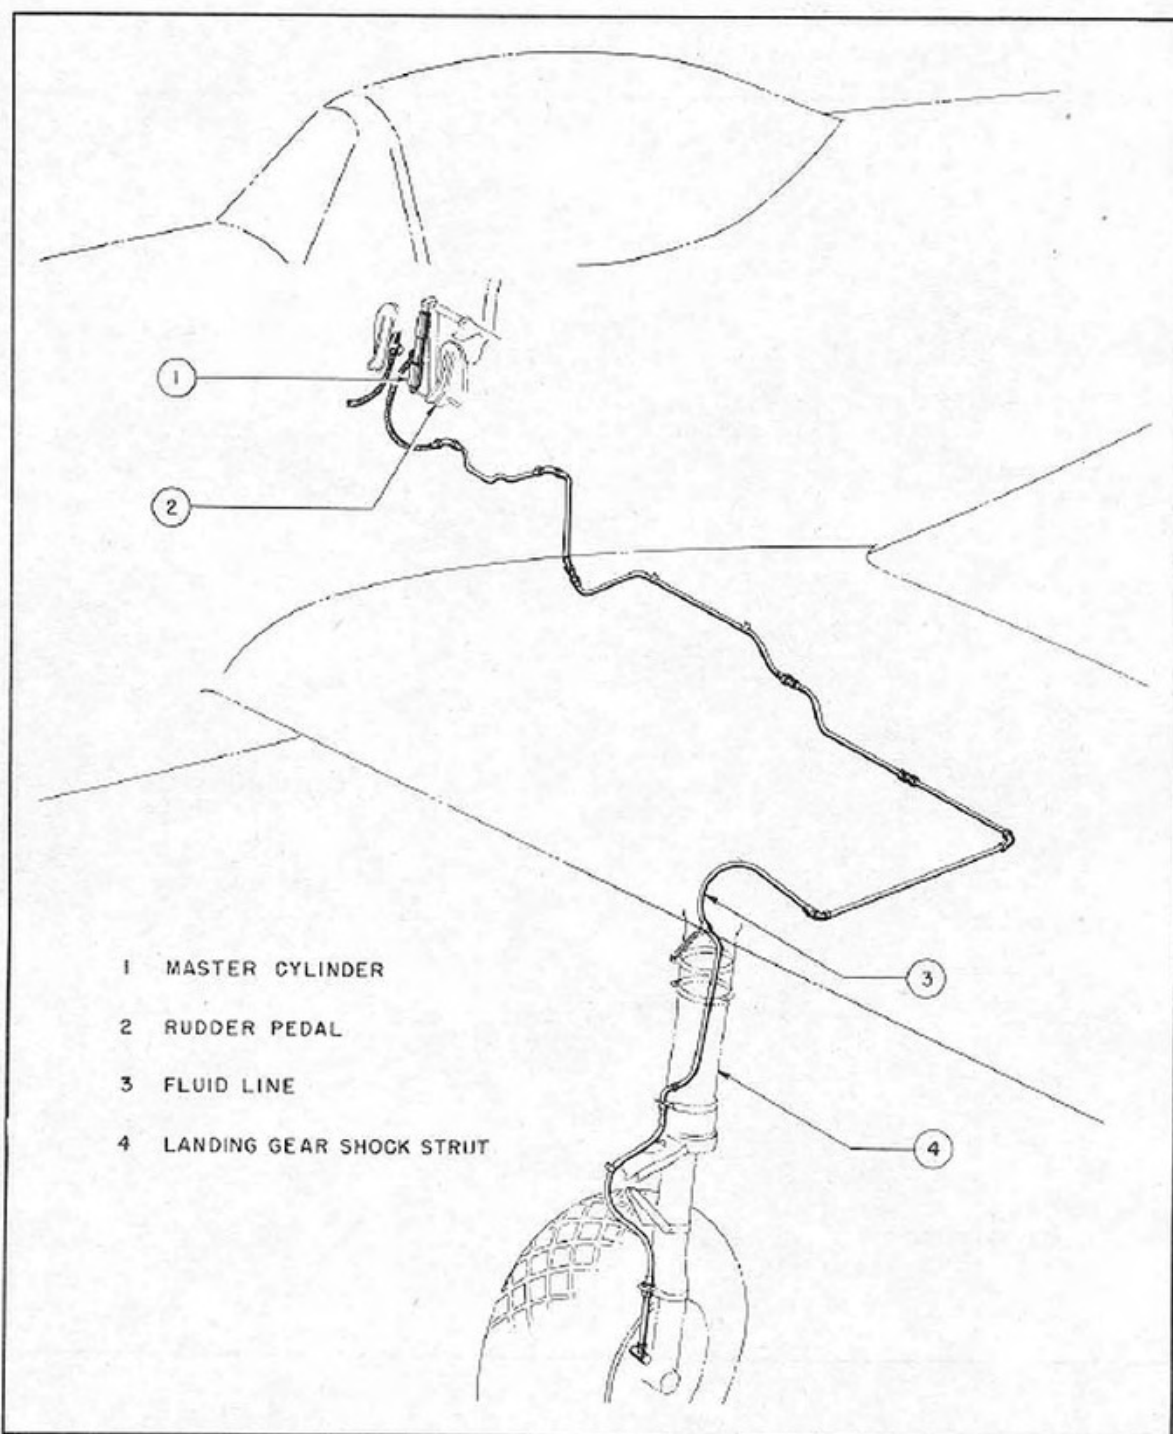 1
2
3
4
1 MASTER CYLINDER
2 RUDDER PEDAL
3 FLUID LINE
4 LANDING GEAR SHOCK STRUT